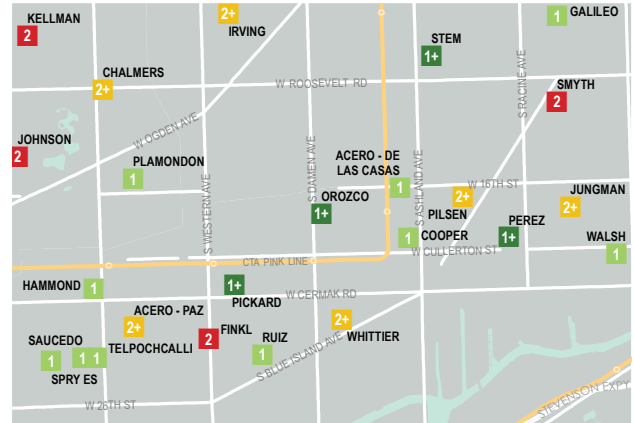 KELLMAN
2
2+
IRVING
1
GALILEO
STEM
1+
CHALMERS
2+
W ROOSEVELT RD
S RACINE AVE
SMYTH
2
W OGDEN AVE
JOHNSON
2
PLAMONDON
1
S WESTERN AVE
S DAMEN AVE
ACERO - DE
LAS CASAS
1
S ASHLAND AVE
W 16TH ST
OROZCO
1+
2+
PILSEN
JUNGMAN
2+
1
COOPER
PEREZ
1+
W CULLERTON ST
WALSH
1
CTA PINK LINE
HAMMOND
1
1+
PICKARD
W CERMAK RD
ACERO - PAZ
2+
TELPOCHCALLI
FINKL
2
RUIZ
1
2+
WHITTIER
S BLUE ISLAND AVE
SAUCEDO
1
1
1
SPRY ES
W 26TH ST
STEVENSON EXPY